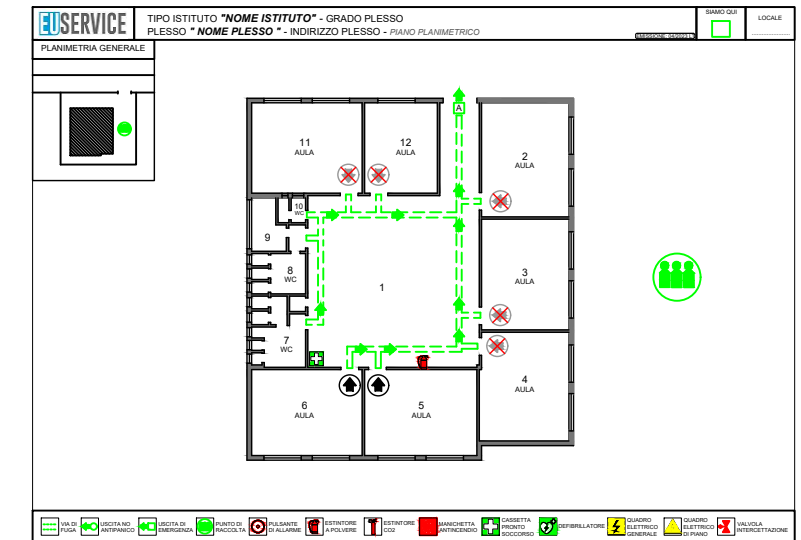 EUSERVICE
TIPO ISTITUTO "NOME ISTITUTO" - GRADO PLESSO
PLESSO " NOME PLESSO " - INDIRIZZO PLESSO - PIANO PLANIMETRICO
SIAMO QUI
LOCALE
PLANIMETRIA GENERALE
A
11
AULA
12
AULA
2
AULA
10
WC
9
8
WC
3
AULA
1
7
WC
4
AULA
6
AULA
5
AULA
VIA DI
FUGA
USCITA NO
ANTIPANICO
USCITA DI
EMERGENZA
PUNTO DI
RACCOLTA
PULSANTE
DI ALLARME
ESTINTORE
A POLVERE
ESTINTORE
CO2
MANICHETTA
ANTINCENDIO
CASSETTA
PRONTO
SOCCORSO
DEFIBRILLATORE
QUADRO
ELETTRICO
GENERALE
QUADRO
ELETTRICO
DI PIANO
VALVOLA
INTERCETTAZIONE